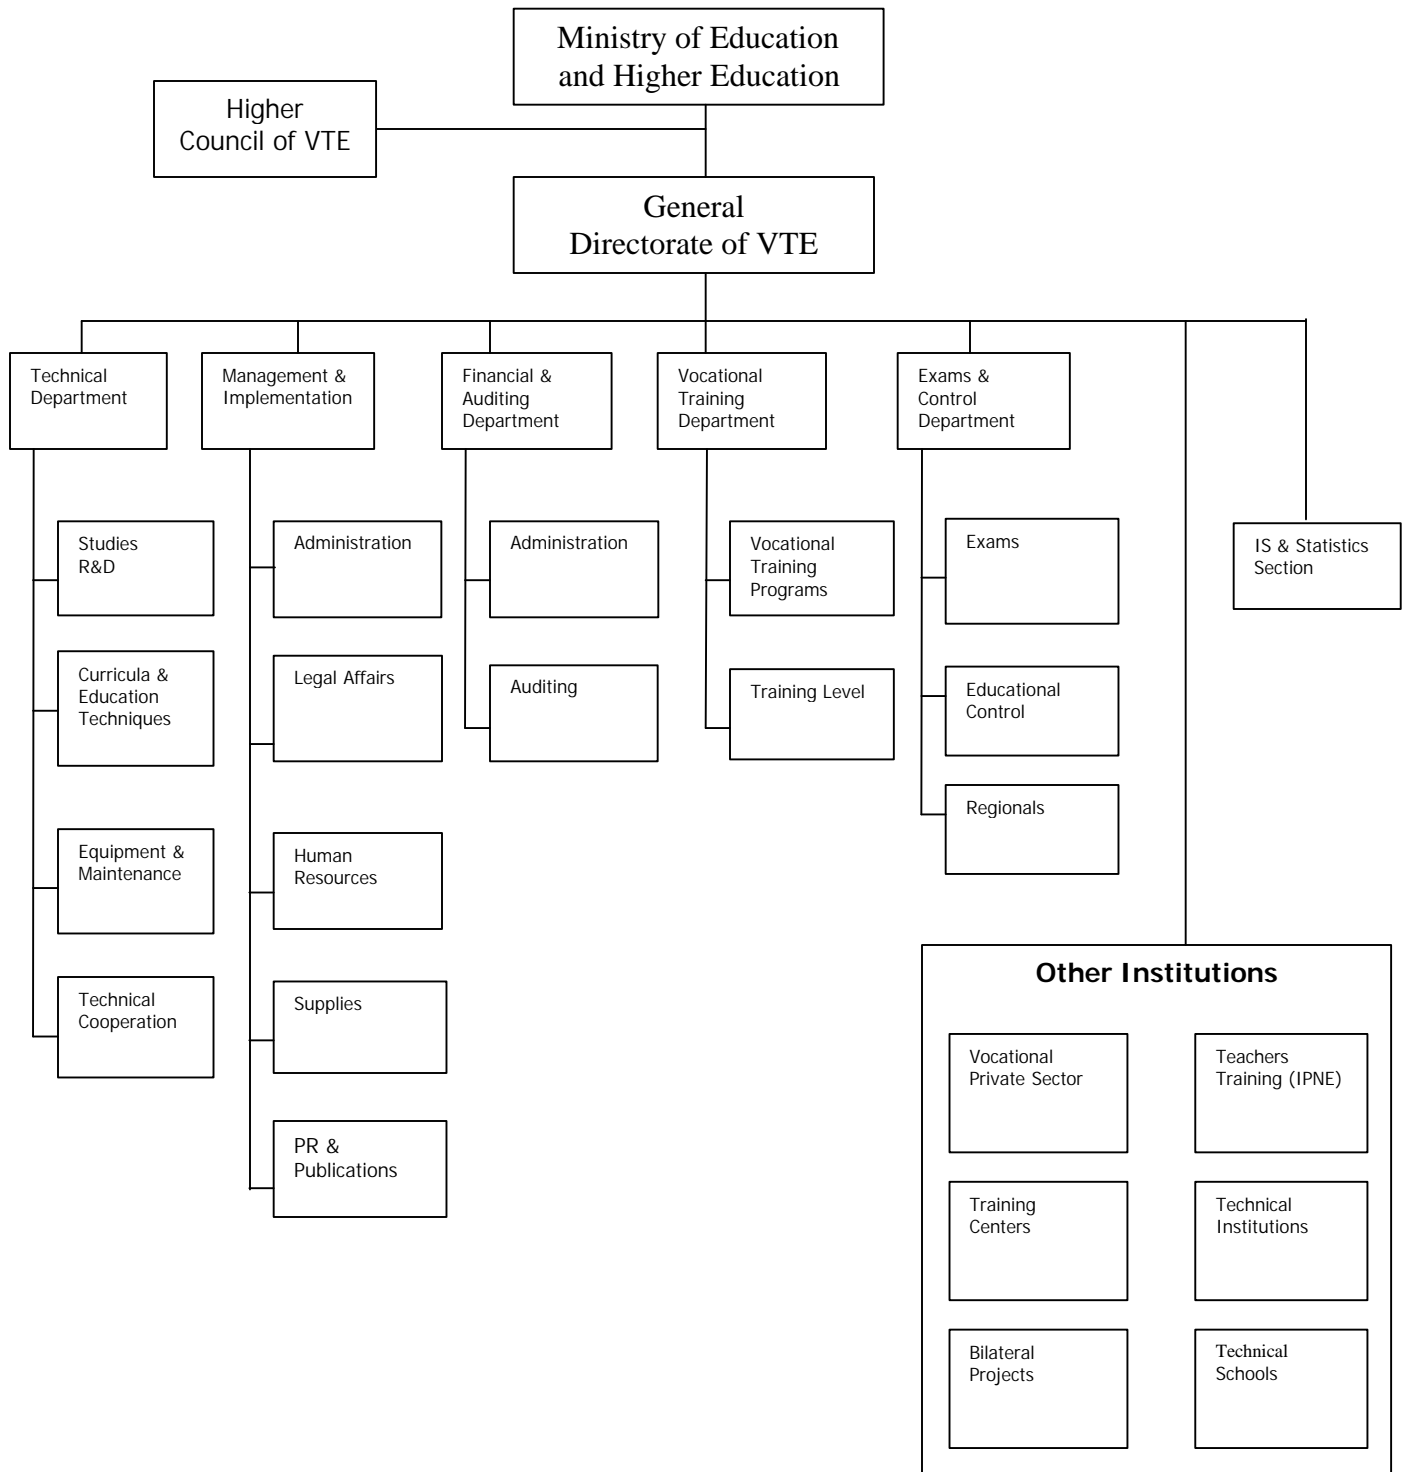 Ministry of Education
and Higher Education
Higher
Council of VTE
General
Directorate of VTE
Technical
Department
Management &
Implementation
Financial &
Auditing
Department
Vocational
Training
Department
Exams &
Control
Department
Studies
R&D
Administration
Administration
Vocational
Training
Programs
Exams
IS & Statistics
Section
Curricula &
Education
Techniques
Legal Affairs
Auditing
Training Level
Educational
Control
Regionals
Equipment &
Maintenance
Human
Resources
Technical
Cooperation
Supplies
PR &
Publications
Other Institutions
Vocational
Private Sector
Teachers
Training (IPNE)
Training
Centers
Technical
Institutions
Bilateral
Projects
Technical
Schools